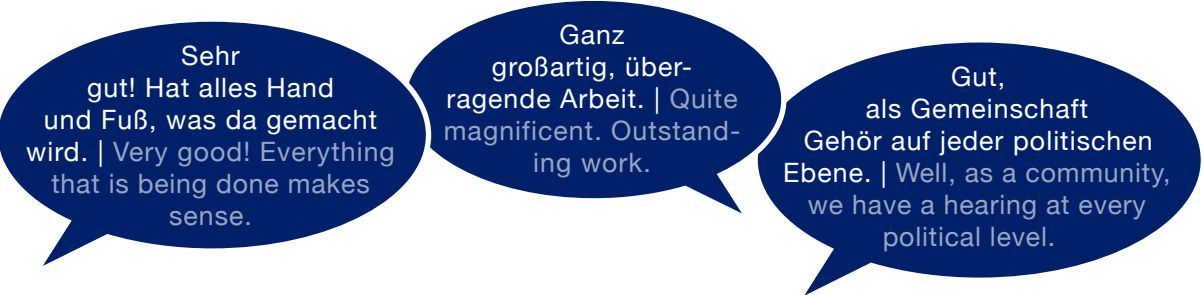 Sehr
gut! Hat alles Hand
und Fuß, was da gemacht
wird. | Very good! Everything
that is being done makes
sense.
Ganz
großartig, über-
ragende Arbeit. | Quite
magnificent. Outstand-
ing work.
Gut,
als Gemeinschaft
Gehör auf jeder politischen
Ebene. | Well, as a community,
we have a hearing at every
political level.